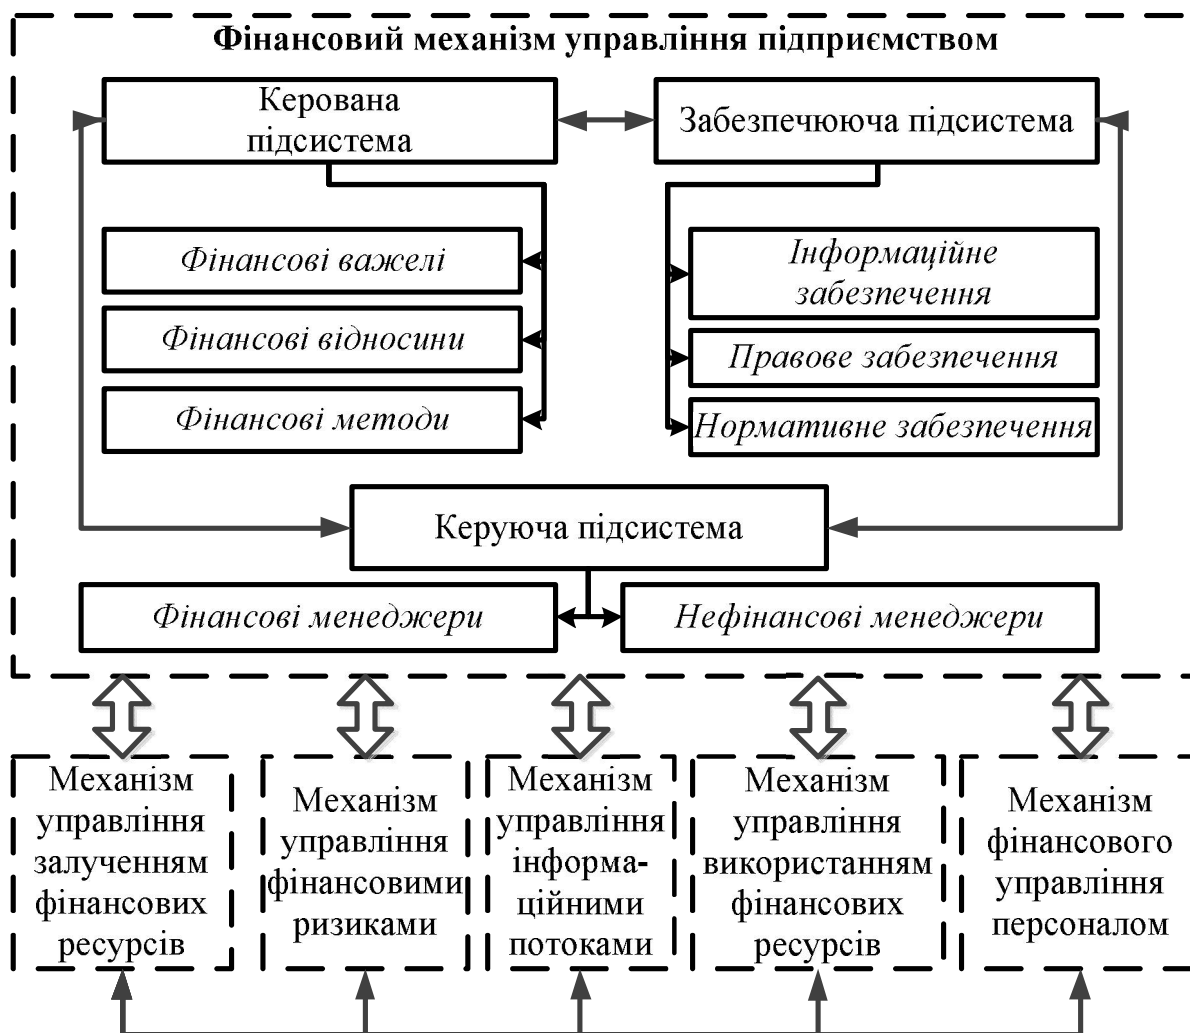 Фінансовий механізм управління підприємством
Керована
підсистема
Забезпечююча підсистема
Фінансові важелі
Фінансові відносини
Фінансові методи
Інформаційне
забезпечення
Правове забезпечення
Нормативне забезпечення
Керуюча підсистема
Фінансові менеджери
Нефінансові менеджери
Механізм
управління
залученням
фінансових
ресурсів
Механізм
управління
фінансовими
ризиками
Механізм
управління
інформа-
ційними
потоками
Механізм
управління
використанням
фінансових
ресурсів
Механізм
фінансового
управління
персоналом